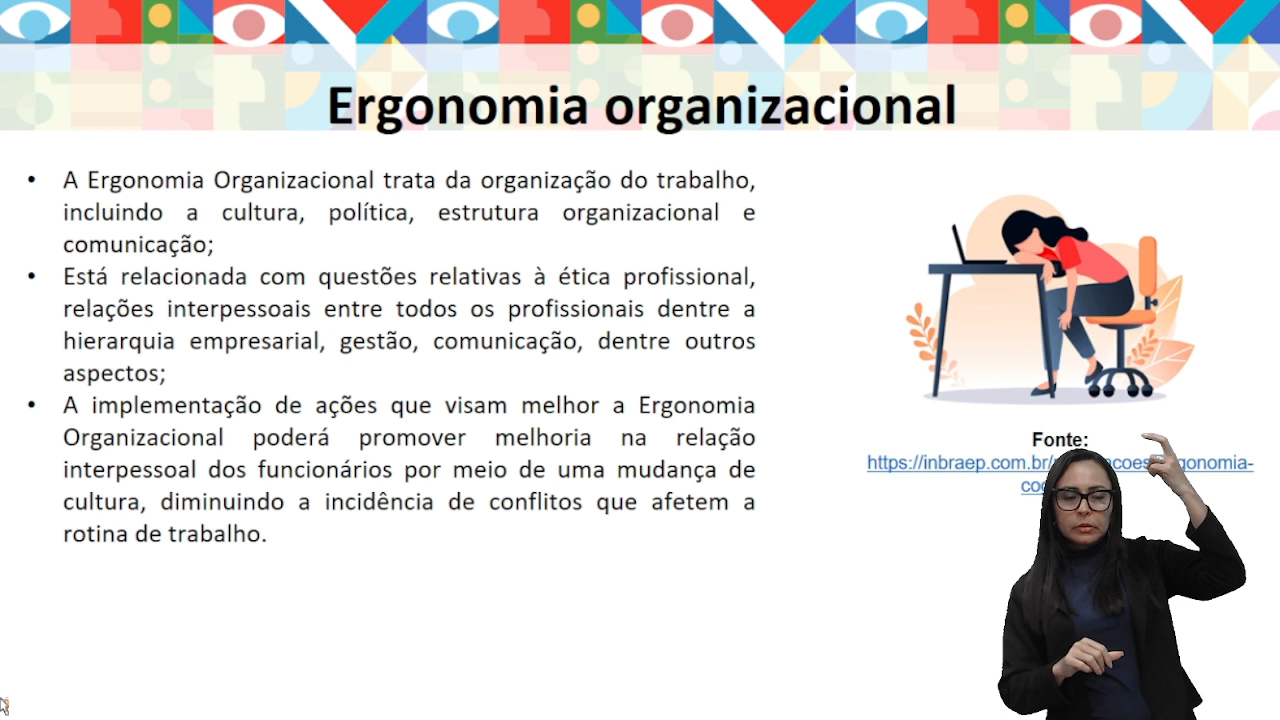 Ergonomia organizacional
• A Ergonomia Organizacional trata da organização do trabalho,
incluindo a cultura, política, estrutura organizacional e
comunicação;
• Está relacionada com questões relativas à ética profissional,
relações interpessoais entre todos os profissionais dentre a
hierarquia empresarial, gestão, comunicação, dentre outros
aspectos;
• A implementação de ações que visam melhor a Ergonomia
Organizacional poderá promover melhoria na relação
interpessoal dos funcionários por meio de uma mudança de
cultura, diminuindo a incidência de conflitos que afetem a
rotina de trabalho.
Fonte:
https://inbraep.com.br/